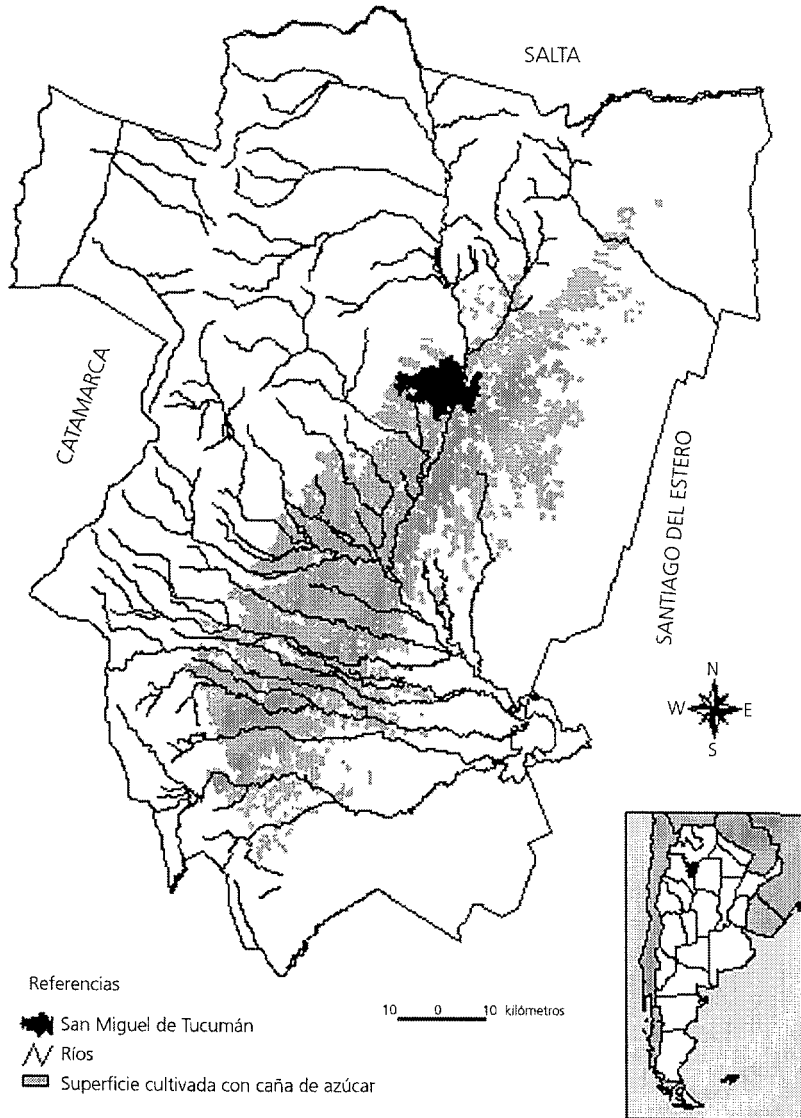 SALTA
CATAMARCA
SANTIAGO DEL ESTERO
N
W E
S
Referencias
San Miguel de Tucumán
Ríos
Superficie cultivada con caña de azúcar
10 0 10 kilómetros